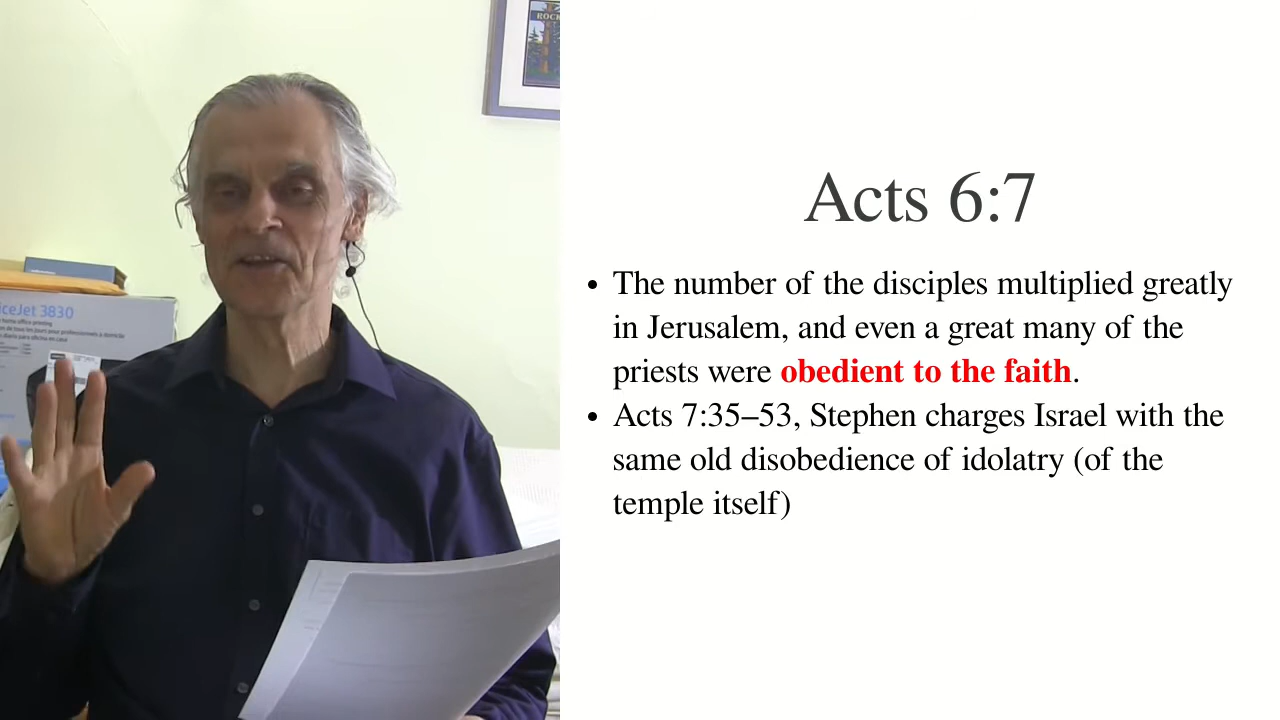 ROCK
iceJet 3830
Acts 6:7
• The number of the disciples multiplied greatly
in Jerusalem, and even a great many of the
priests were obedient to the faith.
• Acts 7:35–53, Stephen charges Israel with the
same old disobedience of idolatry (of the
temple itself)